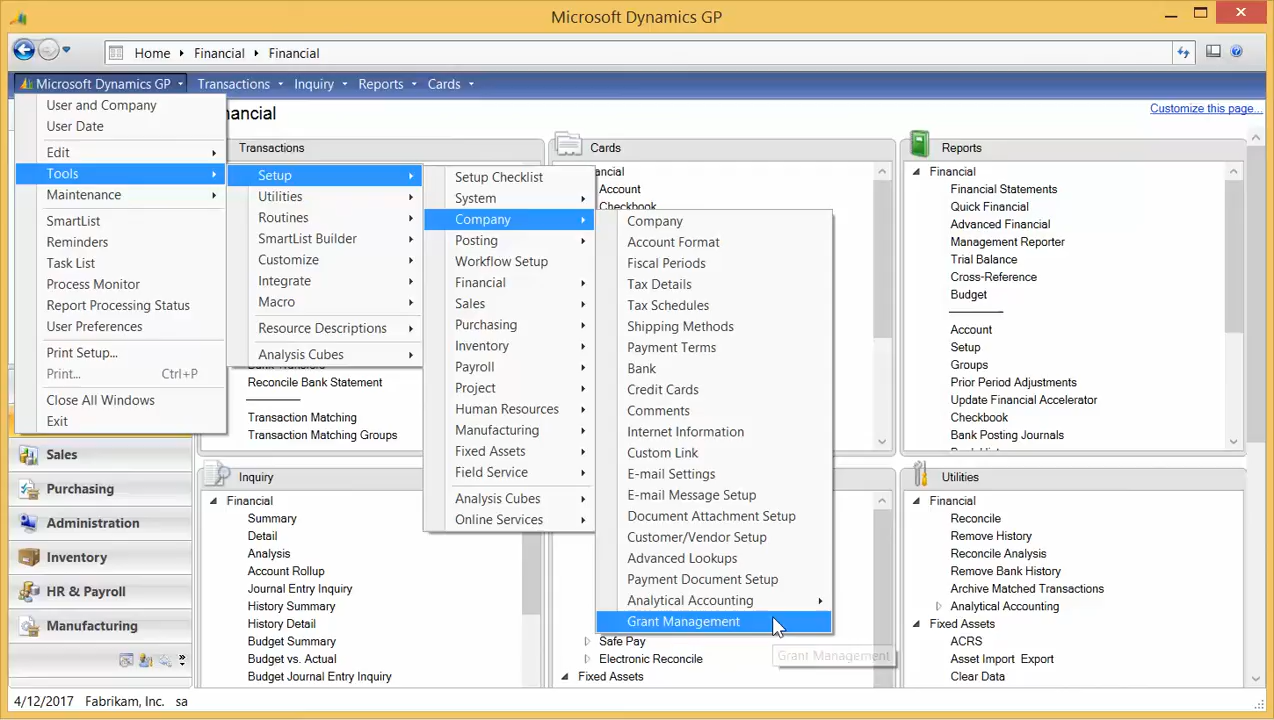 Microsoft Dynamics GP
Home
Financial
Financial
Microsoft Dynamics GP
Transactions
Inquiry
Reports
Cards
Customize this page...
User and Company
User Date
Edit
Tools
Maintenance
SmartList
Reminders
Task List
Process Monitor
Report Processing Status
User Preferences
Print Setup...
Print... Ctrl+P
Close All Windows
Exit
Setup
Utilities
Routines
SmartList Builder
Customize
Integrate
Macro
Resource Descriptions
Analysis Cubes
Setup Checklist
System
Company
Posting
Workflow Setup
Financial
Sales
Purchasing
Inventory
Payroll
Project
Human Resources
Manufacturing
Fixed Assets
Field Service
Analysis Cubes
Online Services
Company
Account Format
Fiscal Periods
Tax Details
Tax Schedules
Shipping Methods
Payment Terms
Bank
Credit Cards
Comments
Internet Information
Custom Link
E-mail Settings
E-mail Message Setup
Document Attachment Setup
Customer/Vendor Setup
Advanced Lookups
Payment Document Setup
Analytical Accounting
Grant Management
Grant Management
Sales
Purchasing
Administration
Inventory
HR & Payroll
Manufacturing
Transactions
Reconcile Bank Statement
Transaction Matching
Transaction Matching Groups
Inquiry
Financial
Summary
Detail
Analysis
Account Rollup
Journal Entry Inquiry
History Summary
History Detail
Budget Summary
Budget vs. Actual
Budget Journal Entry Inquiry
Cards
Account
Safe Pay
Electronic Reconcile
Fixed Assets
Reports
Financial
Financial Statements
Quick Financial
Advanced Financial
Management Reporter
Trial Balance
Cross-Reference
Budget
Account
Setup
Groups
Prior Period Adjustments
Update Financial Accelerator
Checkbook
Bank Posting Journals
Utilities
Financial
Reconcile
Remove History
Reconcile Analysis
Remove Bank History
Archive Matched Transactions
Analytical Accounting
Fixed Assets
ACRS
Asset Import Export
Clear Data
4/12/2017 Fabrikam, Inc. sa